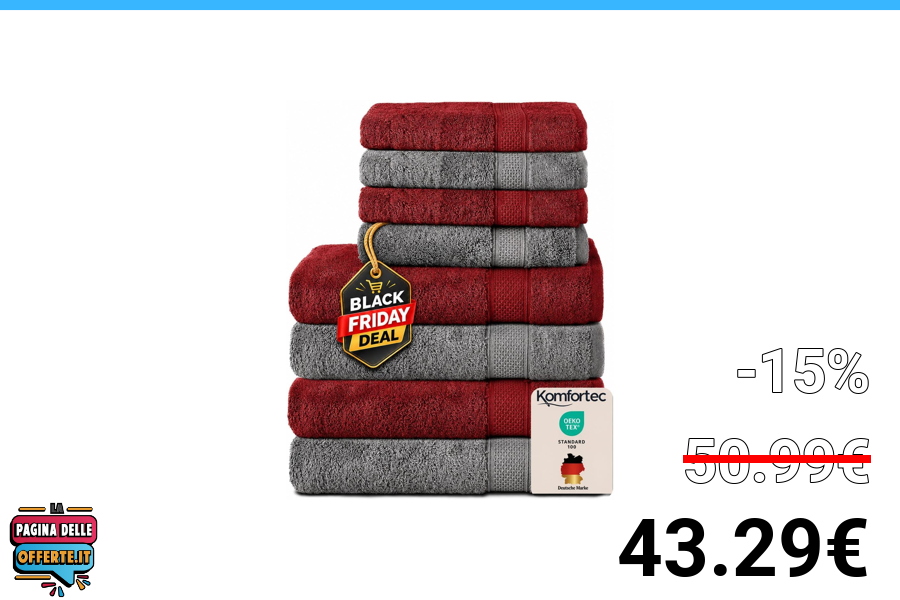 BLACK
FRIDAY
DEAL
Komfortec
OEKO
TEX®
STANDARD
100
Deutsche Marke
-15%
50.99€
43.29€
LA
PAGINA DELLE
OFFERTE.IT